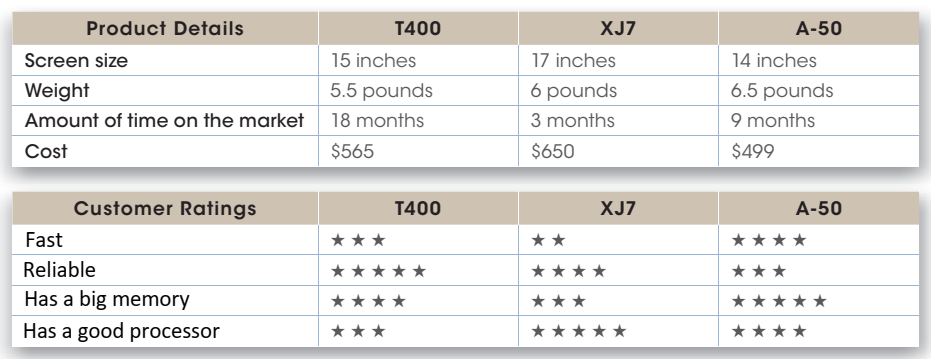 Product Details T400 XJ7 A-50
Screen size 15 inches 17 inches 14 inches
Weight 5.5 pounds 6 pounds 6.5 pounds
Amount of time on the market 18 months 3 months 9 months
Cost $565 $650 $499
Customer Ratings T400 XJ7 A-50
Fast ★★★ ★★ ★★★★
Reliable ★★★★★ ★★★★ ★★★
Has a big memory ★★★★ ★★★ ★★★★★
Has a good processor ★★★ ★★★★★ ★★★★